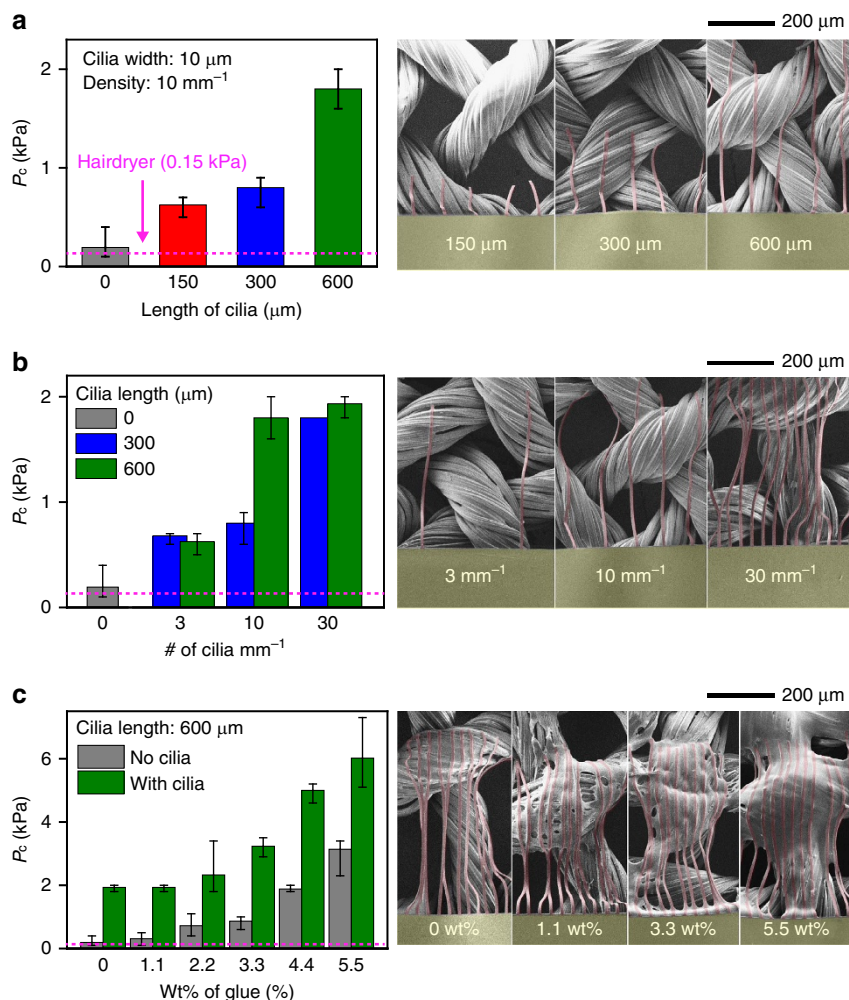 a
200 μm
Cilia width: 10 μm
Density: 10 mm⁻¹
Hairdryer (0.15 kPa)
Pc (kPa)
2
1
0
0 150 300 600
Length of cilia (μm)
150 μm 300 μm 600 μm
b
200 μm
Cilia length (μm)
0
300
600
Pc (kPa)
2
1
0
0 3 10 30
# of cilia mm⁻¹
3 mm⁻¹ 10 mm⁻¹ 30 mm⁻¹
c
200 μm
Cilia length: 600 μm
No cilia
With cilia
Pc (kPa)
6
4
2
0
0 1.1 2.2 3.3 4.4 5.5
Wt% of glue (%)
0 wt% 1.1 wt% 3.3 wt% 5.5 wt%